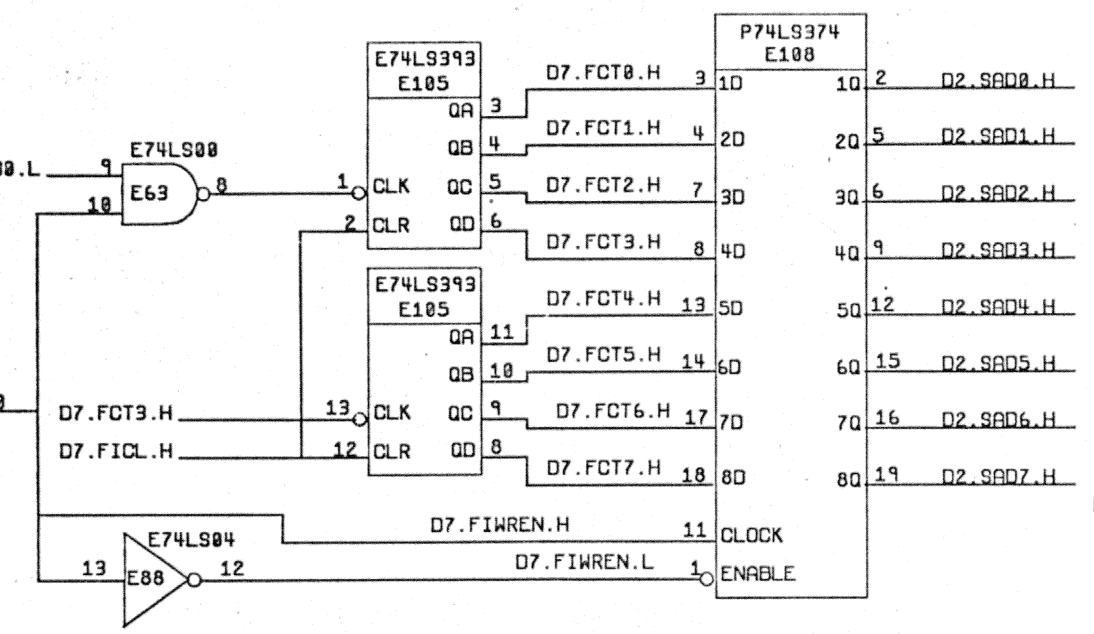 P74LS374
E108
E74LS393
E105
D7.FCT0.H 3 1D 1Q 2 D2.SAD0.H
QA 3
D7.FCT1.H 4 2D 2Q 5 D2.SAD1.H
QB 4
E74LS00
0.L 9 E63 8 1 CLK QC 5 D7.FCT2.H 7 3D 3Q 6 D2.SAD2.H
10
2 CLR QD 6 D7.FCT3.H 8 4D 4Q 9 D2.SAD3.H
E74LS393
E105
D7.FCT4.H 13 5D 5Q 12 D2.SAD4.H
QA 11
D7.FCT5.H 14 6D 6Q 15 D2.SAD5.H
QB 10
D7.FCT3.H 13 CLK QC 9 D7.FCT6.H 17 7D 7Q 16 D2.SAD6.H
D7.FICL.H 12 CLR QD 8 D7.FCT7.H 18 8D 8Q 19 D2.SAD7.H
D7.FIWREN.H 11 CLOCK
E74LS04
13 E88 12 D7.FIWREN.L 1 ENABLE